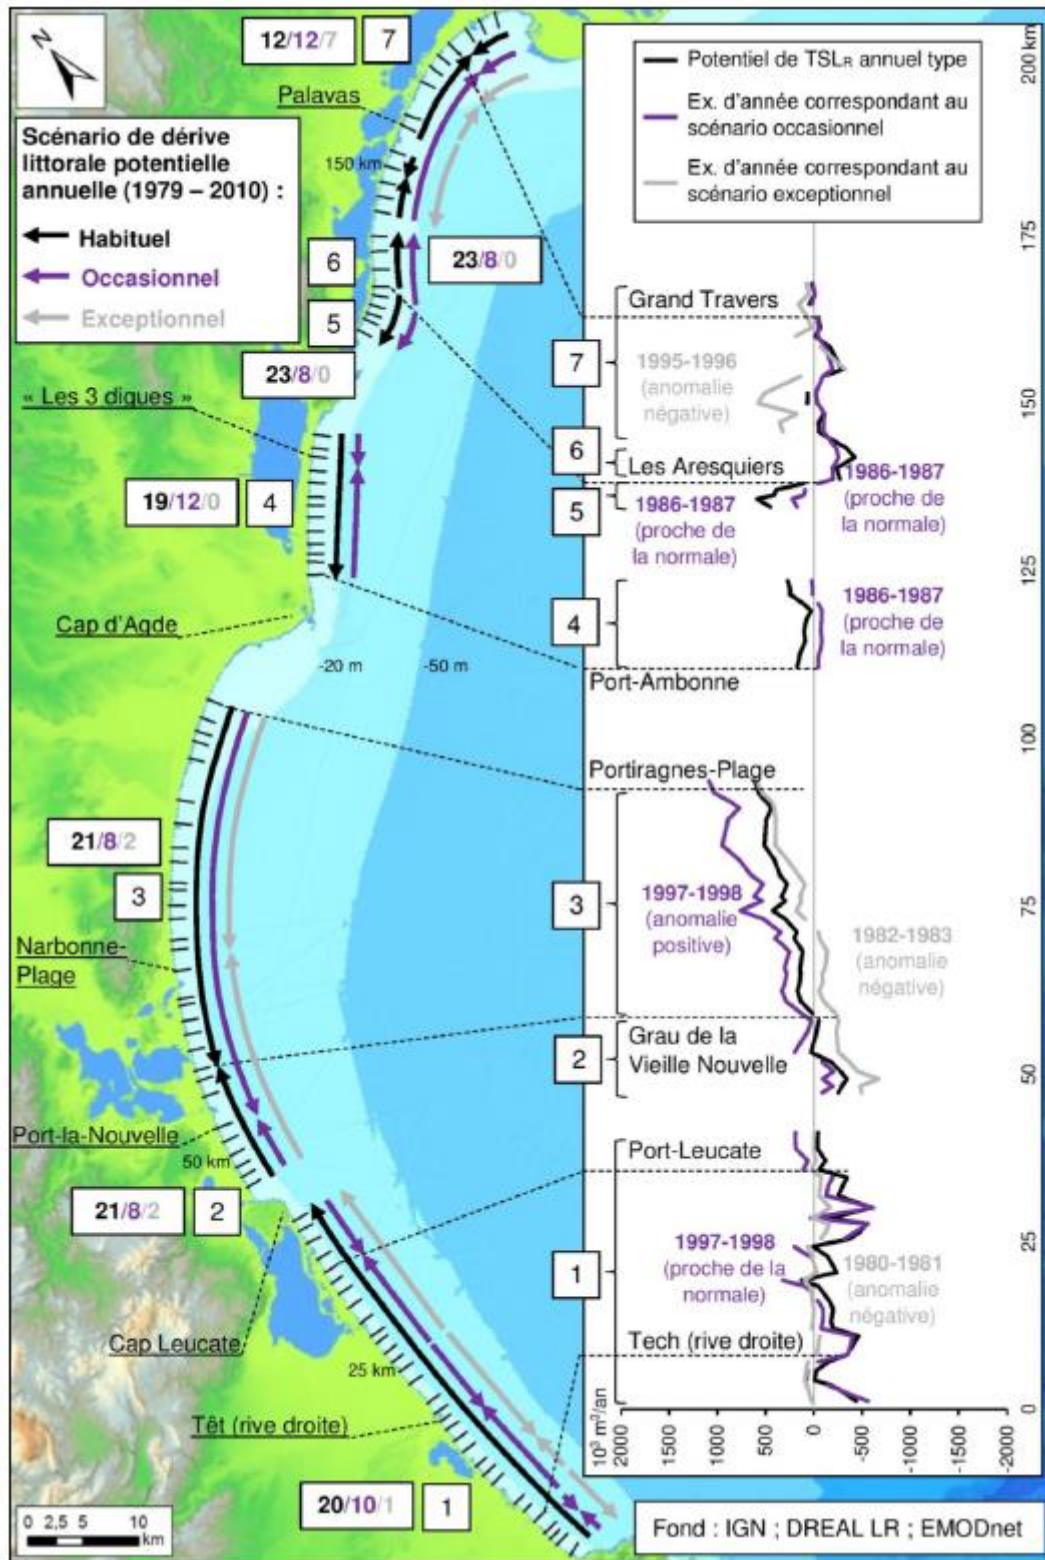 N
12/12/7
7
Palavas
Scénario de dérive
littorale potentielle
annuelle (1979 – 2010) :
Habituel
Occasionnel
Exceptionnel
150 km
6
23/8/0
5
23/8/0
« Les 3 digues »
19/12/0
4
Cap d'Agde
-20 m
-50 m
21/8/2
3
Narbonne-
Plage
Port-la-Nouvelle
50 km
21/8/2
2
Cap Leucate
25 km
Têt (rive droite)
20/10/1
1
0 2,5 5 10
km
Potentiel de TSLR annuel type
Ex. d'année correspondant au
scénario occasionnel
Ex. d'année correspondant au
scénario exceptionnel
Grand Travers
7
1995-1996
(anomalie
négative)
6
Les Aresquiers
5
1986-1987
(proche de
la normale)
1986-1987
(proche de
la normale)
4
1986-1987
(proche de
la normale)
Port-Ambonne
Portiragnes-Plage
3
1997-1998
(anomalie
positive)
1982-1983
(anomalie
négative)
2
Grau de la
Vieille Nouvelle
Port-Leucate
1
1997-1998
(proche de la
normale)
1980-1981
(anomalie
négative)
Tech (rive droite)
200 km
175
150
125
100
75
50
25
0
10³ m³/an
2000
1000
500
0
-500
-1000
-1500
Fond : IGN ; DREAL LR ; EMODnet